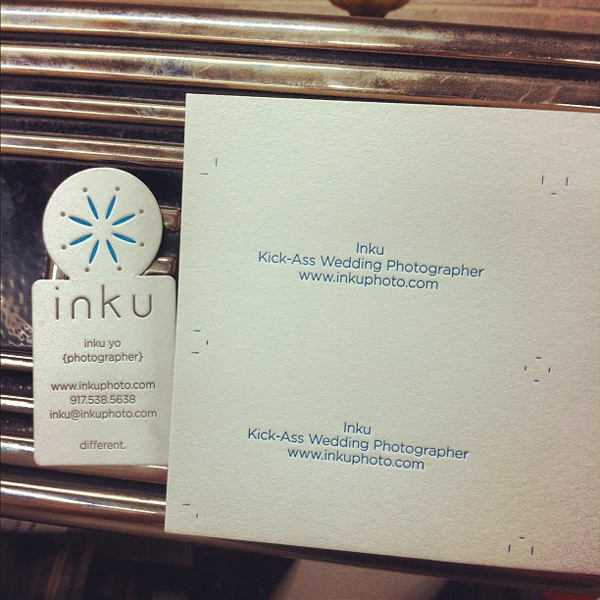 inku
inku yo
{photographer}
www.inkuphoto.com
917.538.5638
inku@inkuphoto.com
different.
Inku
Kick-Ass Wedding Photographer
www.inkuphoto.com
Inku
Kick-Ass Wedding Photographer
www.inkuphoto.com